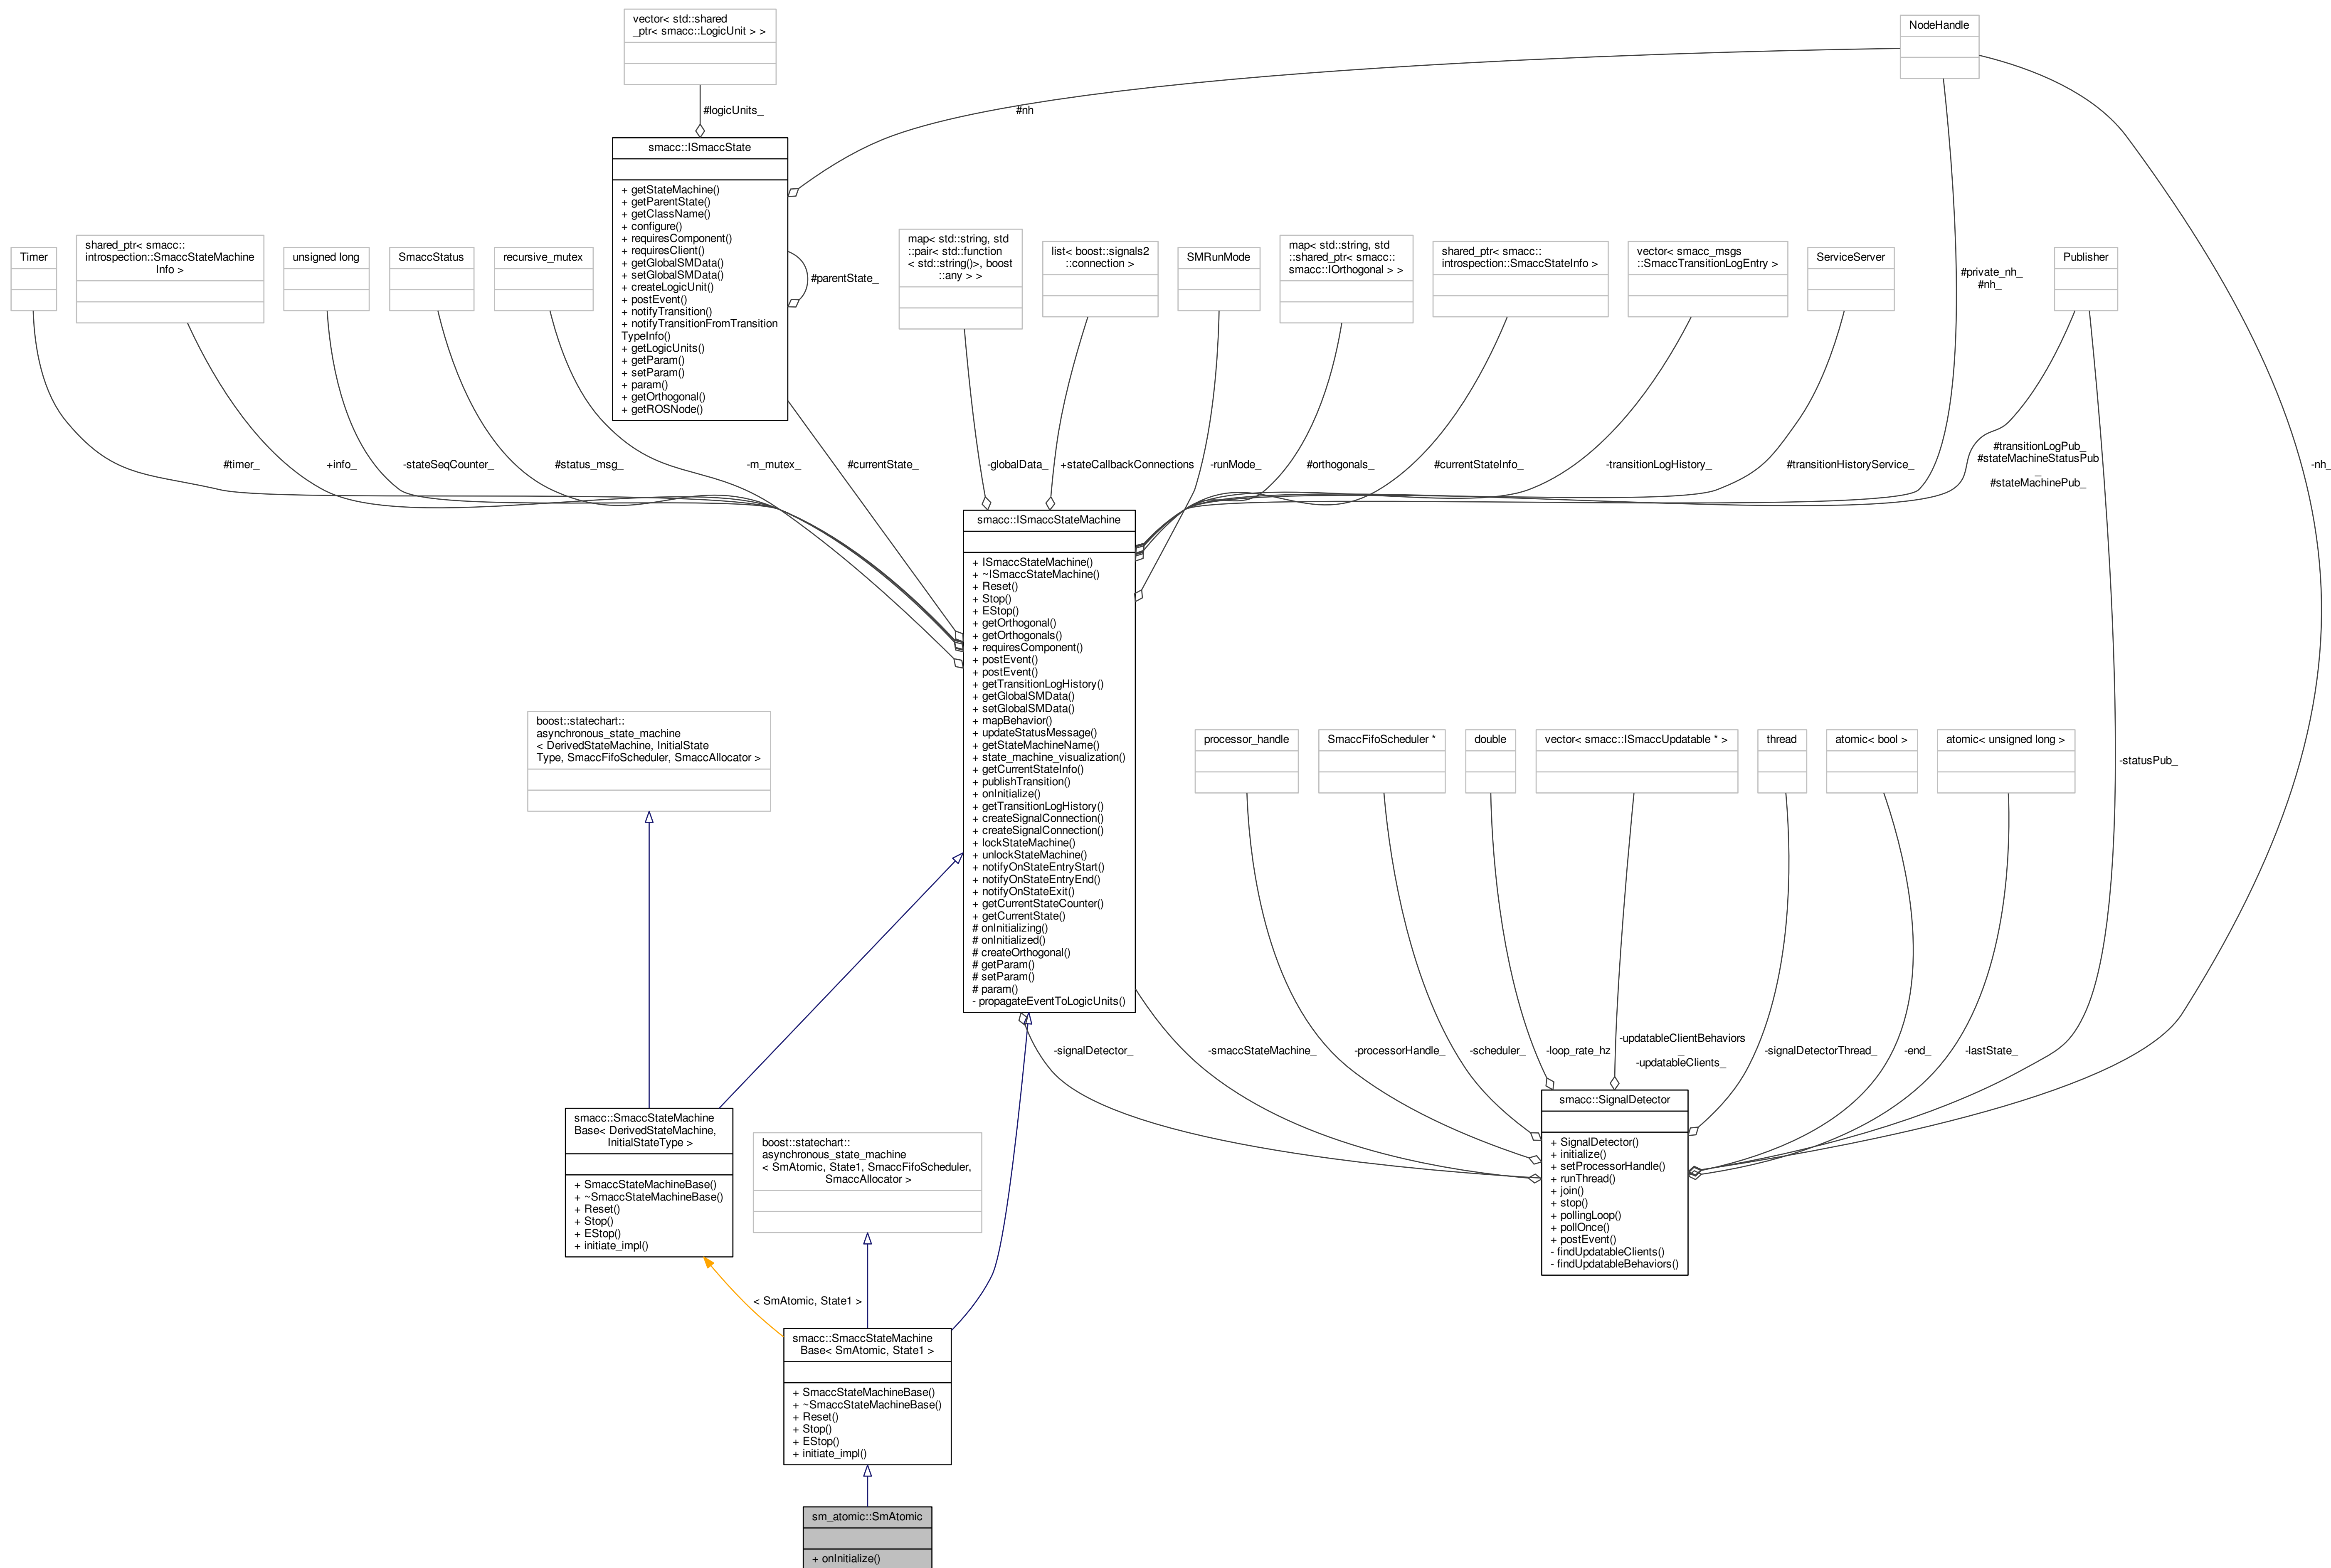 vector< std::shared
_ptr< smacc::LogicUnit > >
NodeHandle
#logicUnits_
#nh
smacc::ISmaccState
+ getStateMachine()
+ getParentState()
+ getClassName()
+ configure()
+ requiresComponent()
+ requiresClient()
+ getGlobalSMData()
+ setGlobalSMData()
+ createLogicUnit()
+ postEvent()
+ notifyTransition()
+ notifyTransitionFromTransition
TypeInfo()
+ getLogicUnits()
+ getParam()
+ setParam()
+ param()
+ getOrthogonal()
+ getROSNode()
#parentState_
Timer
shared_ptr< smacc::
introspection::SmaccStateMachine
Info >
unsigned long
SmaccStatus
recursive_mutex
map< std::string, std
::pair< std::function
< std::string()>, boost
::any > >
list< boost::signals2
::connection >
SMRunMode
map< std::string, std
::shared_ptr< smacc::
smacc::IOrthogonal > >
shared_ptr< smacc::
introspection::SmaccStateInfo >
vector< smacc_msgs
::SmaccTransitionLogEntry >
ServiceServer
#private_nh_
#nh_
Publisher
#timer_
+info_
-stateSeqCounter_
#status_msg_
-m_mutex_
#currentState_
-globalData_
+stateCallbackConnections
-runMode_
#orthogonals_
#currentStateInfo_
-transitionLogHistory_
#transitionHistoryService_
#transitionLogPub_
#stateMachineStatusPub
_
#stateMachinePub_
-nh_
smacc::ISmaccStateMachine
+ ISmaccStateMachine()
+ ~ISmaccStateMachine()
+ Reset()
+ Stop()
+ EStop()
+ getOrthogonal()
+ getOrthogonals()
+ requiresComponent()
+ postEvent()
+ postEvent()
+ getTransitionLogHistory()
+ getGlobalSMData()
+ setGlobalSMData()
+ mapBehavior()
+ updateStatusMessage()
+ getStateMachineName()
+ state_machine_visualization()
+ getCurrentStateInfo()
+ publishTransition()
+ onInitialize()
+ getTransitionLogHistory()
+ createSignalConnection()
+ createSignalConnection()
+ lockStateMachine()
+ unlockStateMachine()
+ notifyOnStateEntryStart()
+ notifyOnStateEntryEnd()
+ notifyOnStateExit()
+ getCurrentStateCounter()
+ getCurrentState()
# onInitializing()
# onInitialized()
# createOrthogonal()
# getParam()
# setParam()
# param()
- propagateEventToLogicUnits()
boost::statechart::
asynchronous_state_machine
< DerivedStateMachine, InitialState
Type, SmaccFifoScheduler, SmaccAllocator >
processor_handle
SmaccFifoScheduler *
double
vector< smacc::ISmaccUpdatable * >
thread
atomic< bool >
atomic< unsigned long >
-statusPub_
-signalDetector_
-smaccStateMachine_
-processorHandle_
-scheduler_
-loop_rate_hz
-updatableClientBehaviors
_
-updatableClients_
-signalDetectorThread_
-end_
-lastState_
smacc::SignalDetector
+ SignalDetector()
+ initialize()
+ setProcessorHandle()
+ runThread()
+ join()
+ stop()
+ pollingLoop()
+ pollOnce()
+ postEvent()
- findUpdatableClients()
- findUpdatableBehaviors()
smacc::SmaccStateMachine
Base< DerivedStateMachine,
InitialStateType >
+ SmaccStateMachineBase()
+ ~SmaccStateMachineBase()
+ Reset()
+ Stop()
+ EStop()
+ initiate_impl()
boost::statechart::
asynchronous_state_machine
< SmAtomic, State1, SmaccFifoScheduler,
SmaccAllocator >
< SmAtomic, State1 >
smacc::SmaccStateMachine
Base< SmAtomic, State1 >
+ SmaccStateMachineBase()
+ ~SmaccStateMachineBase()
+ Reset()
+ Stop()
+ EStop()
+ initiate_impl()
sm_atomic::SmAtomic
+ onInitialize()